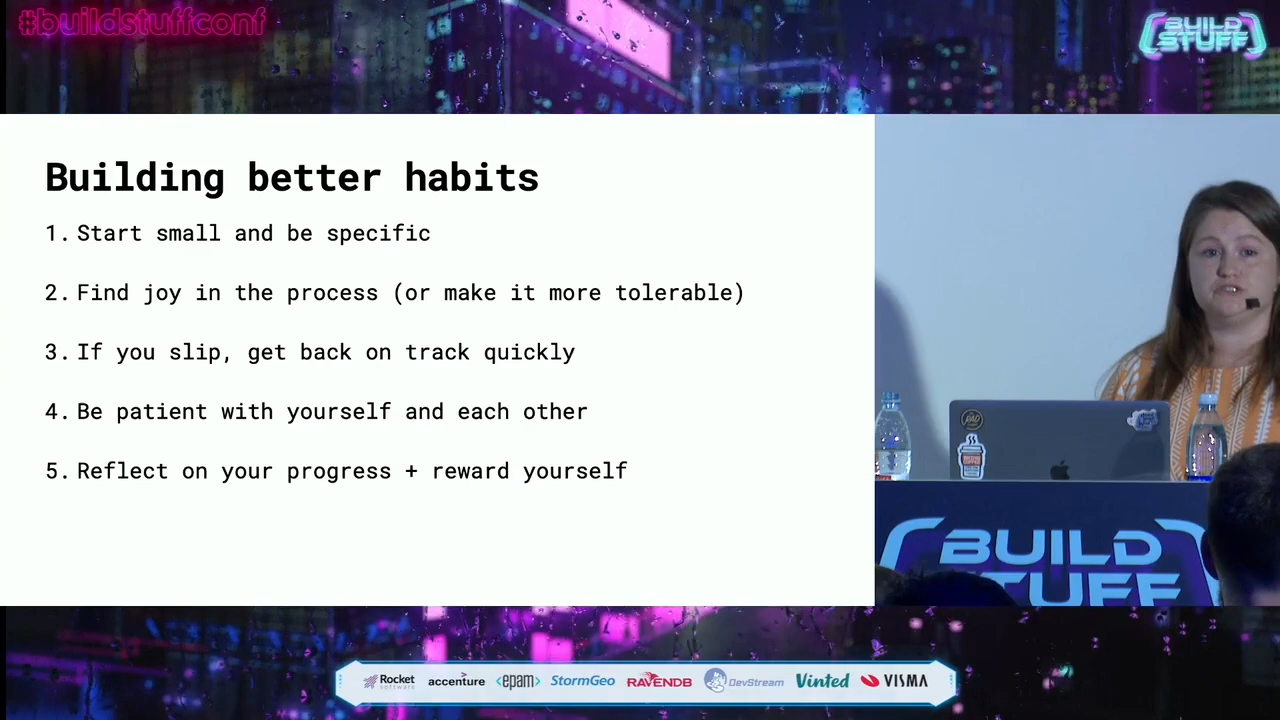 #buildstuffconf
BUILD
STUFF
Building better habits
1. Start small and be specific
2. Find joy in the process (or make it more tolerable)
3. If you slip, get back on track quickly
4. Be patient with yourself and each other
5. Reflect on your progress + reward yourself
BUILD
STUFF
Rocket
software
accenture
<epam>
StormGeo
RAVENDB
DevStream
Vinted
VISMA